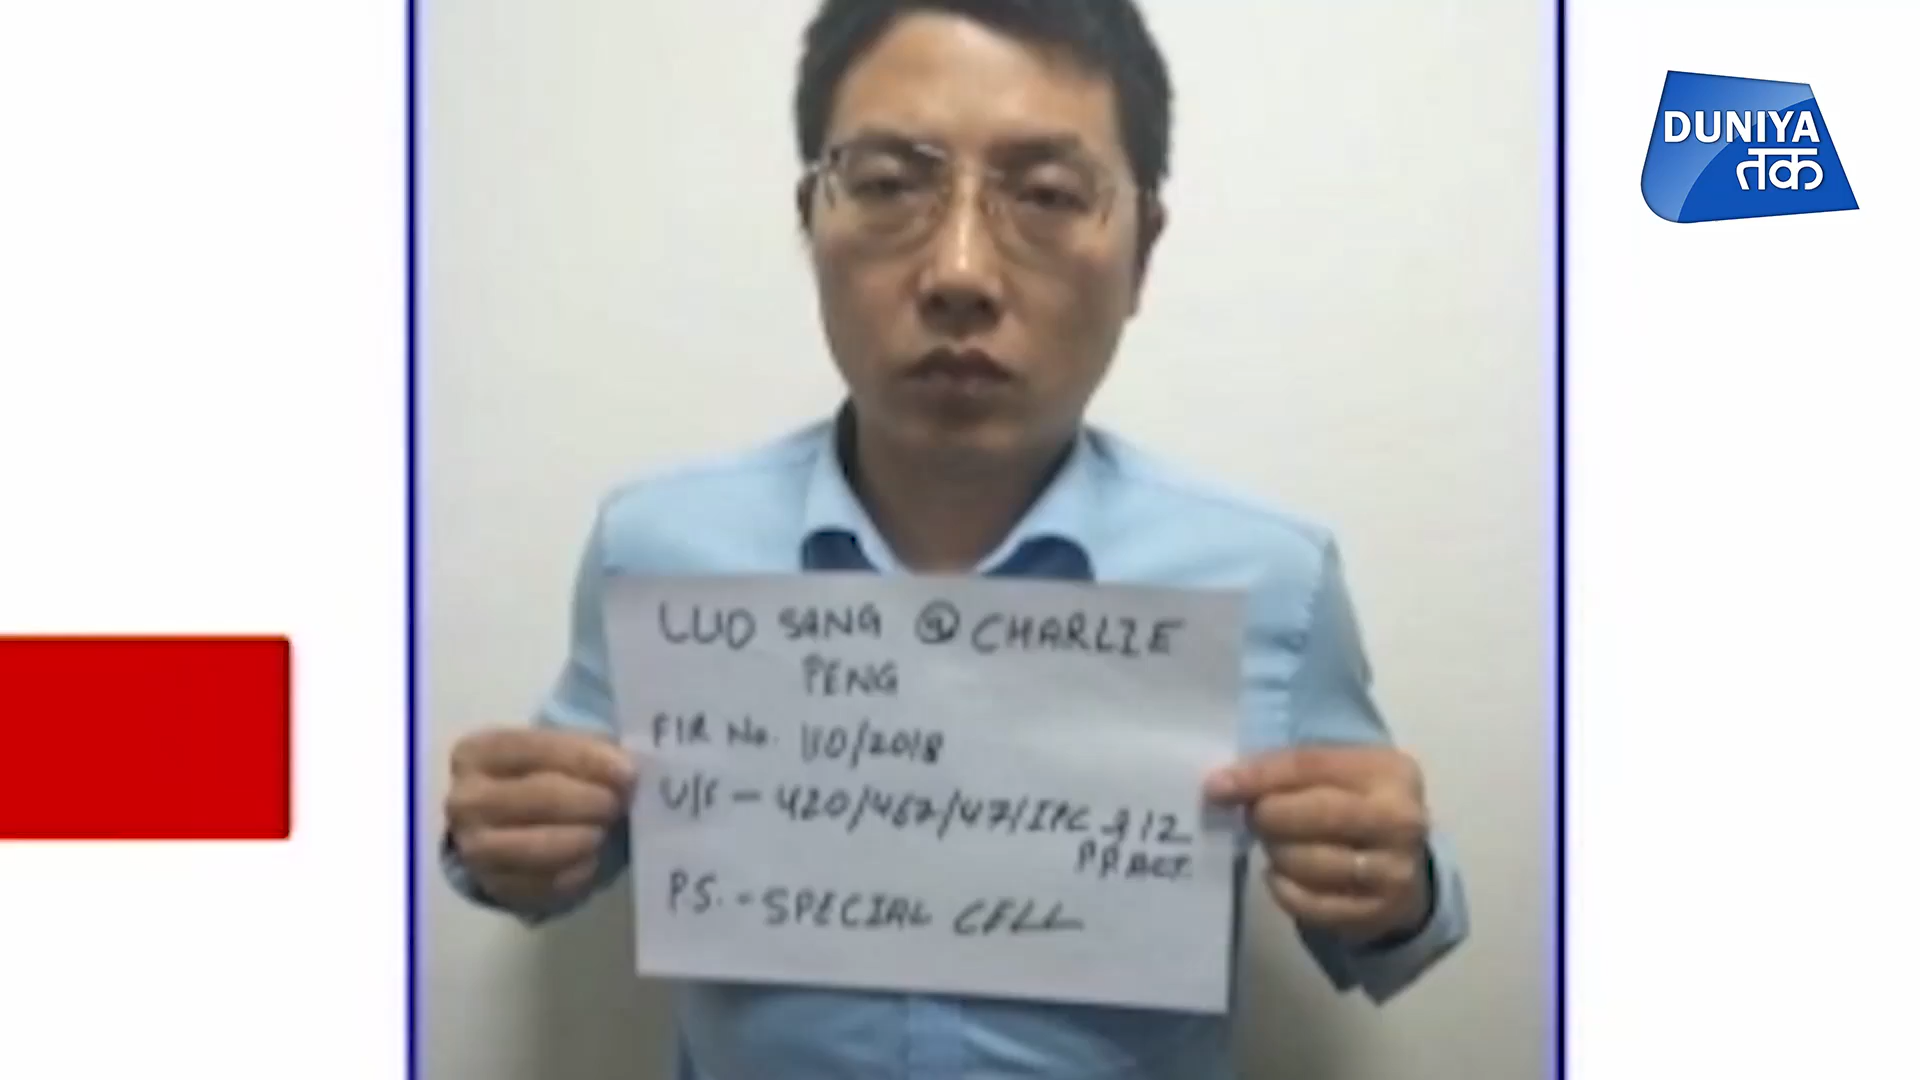 DUNIYA
तक
LUO SANG @ CHARLIE
PENG
FIR No. 110/2018
U/S - 420/467/471 IPC & 12
PP ACT.
P.S. - SPECIAL CELL